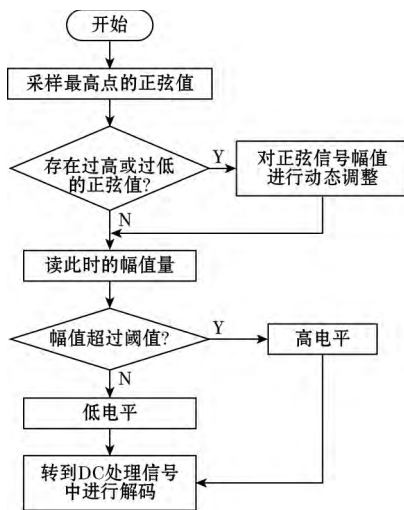 开始
采样最高点的正弦值
存在过高或过低
的正弦值?
Y
对正弦信号幅值
进行动态调整
N
读此时的幅值量
幅值超过阈值?
Y
高电平
N
低电平
转到DC处理信号
中进行解码